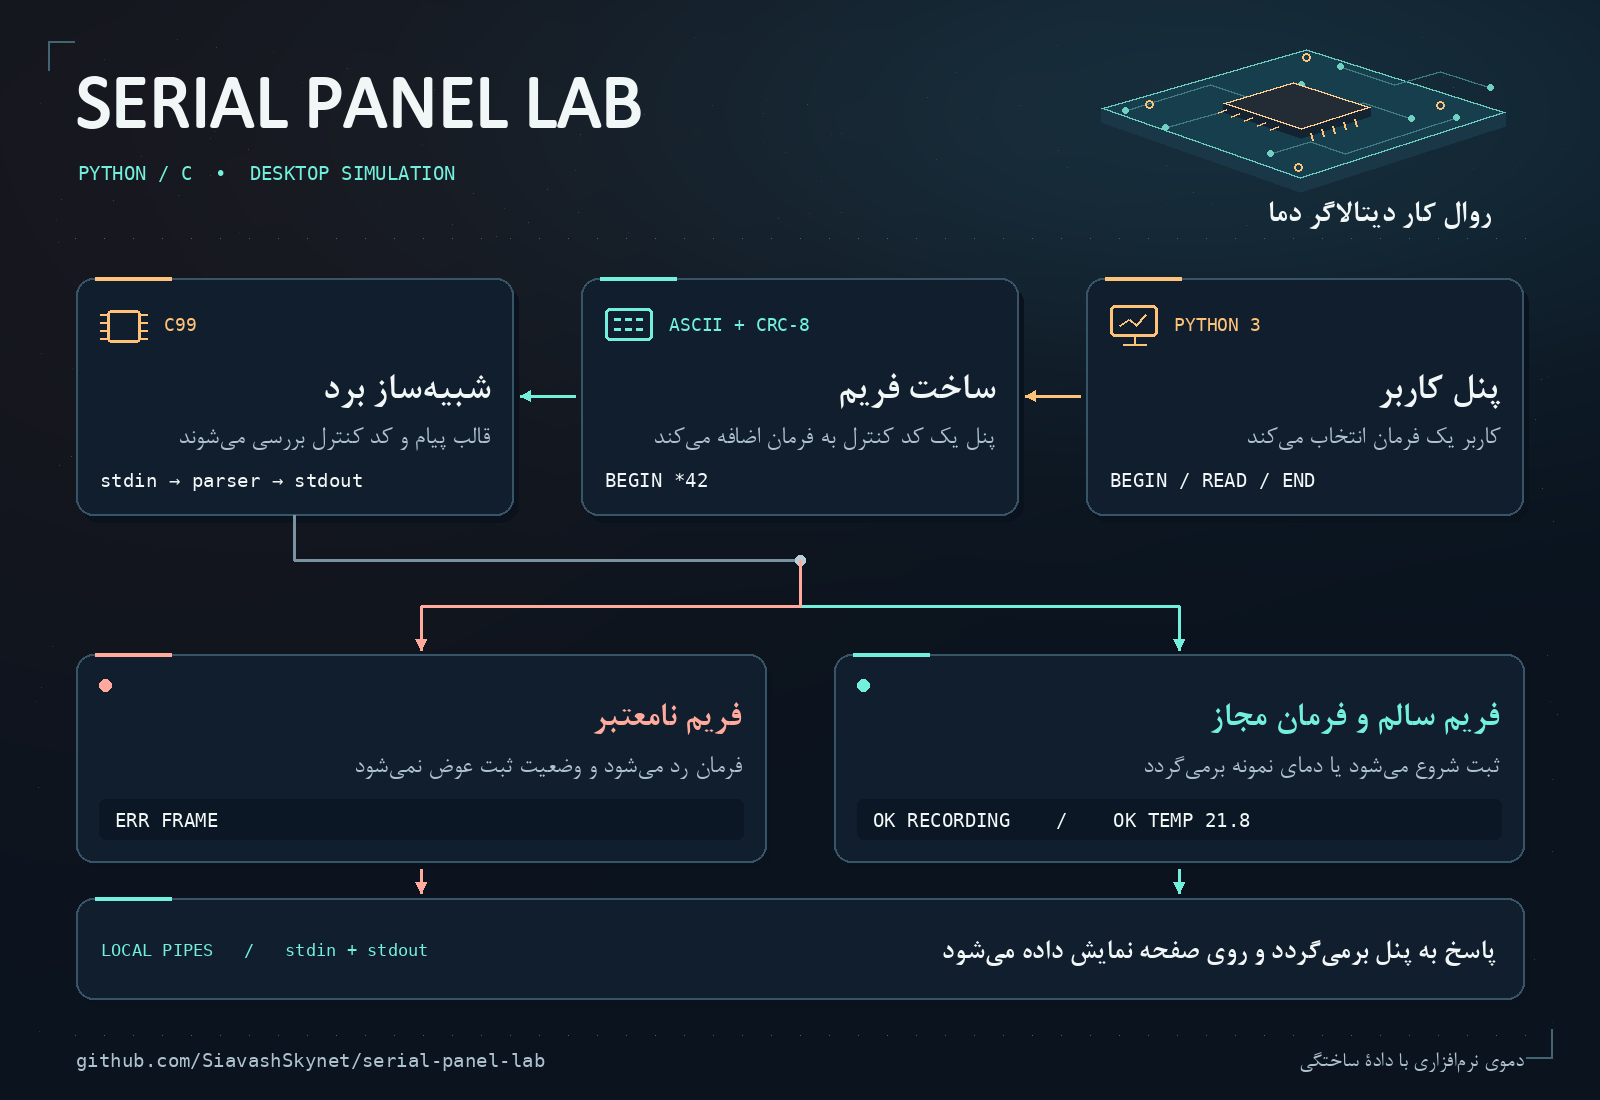 SERIAL PANEL LAB
PYTHON / C • DESKTOP SIMULATION
روال کار دیتالاگر دما
PYTHON 3
پنل کاربر
کاربر یک فرمان انتخاب می‌کند
BEGIN / READ / END
ASCII + CRC-8
ساخت فریم
پنل یک کد کنترل به فرمان اضافه می‌کند
BEGIN *42
C99
شبیه‌ساز برد
قالب پیام و کد کنترل بررسی می‌شوند
stdin → parser → stdout
فریم سالم و فرمان مجاز
ثبت شروع می‌شود یا دمای نمونه برمی‌گردد
OK RECORDING / OK TEMP 21.8
فریم نامعتبر
فرمان رد می‌شود و وضعیت ثبت عوض نمی‌شود
ERR FRAME
پاسخ به پنل برمی‌گردد و روی صفحه نمایش داده می‌شود
LOCAL PIPES / stdin + stdout
دموی نرم‌افزاری با دادهٔ ساختگی
github.com/SiavashSkynet/serial-panel-lab